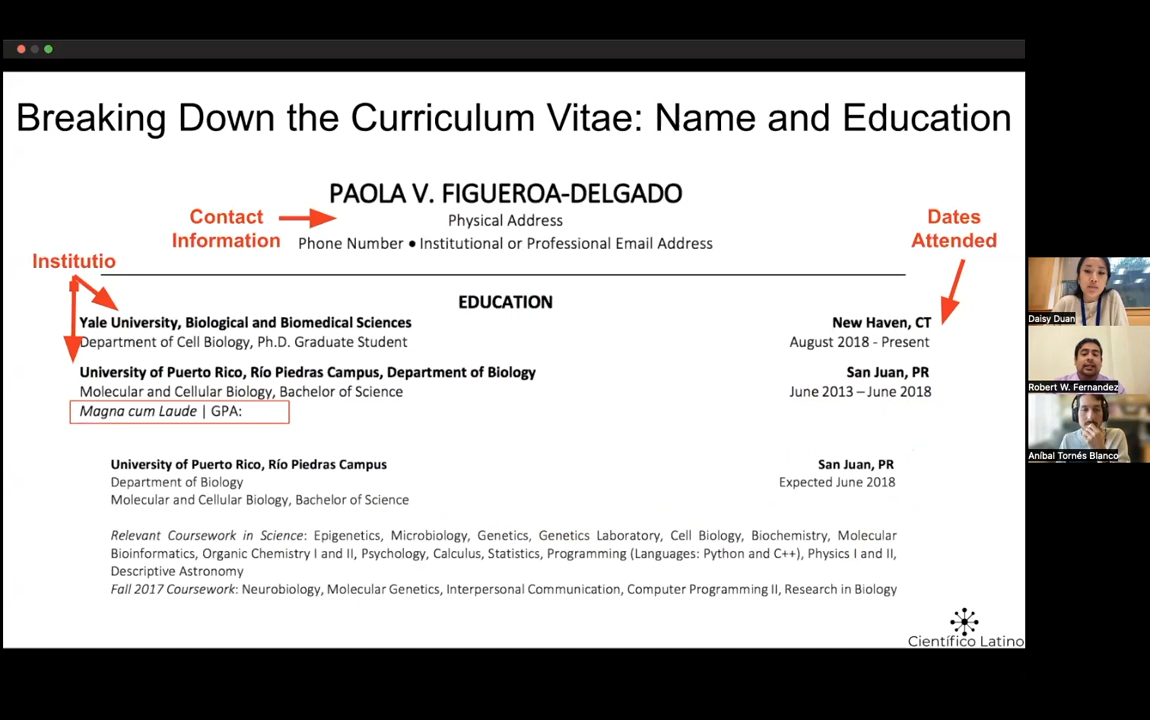 Breaking Down the Curriculum Vitae: Name and Education
PAOLA V. FIGUEROA-DELGADO
Contact
Information
Physical Address
Phone Number ● Institutional or Professional Email Address
Dates
Attended
Institutio
EDUCATION
Yale University, Biological and Biomedical Sciences New Haven, CT
Department of Cell Biology, Ph.D. Graduate Student August 2018 - Present
University of Puerto Rico, Río Piedras Campus, Department of Biology San Juan, PR
Molecular and Cellular Biology, Bachelor of Science June 2013 – June 2018
Magna cum Laude | GPA:
University of Puerto Rico, Río Piedras Campus San Juan, PR
Department of Biology Expected June 2018
Molecular and Cellular Biology, Bachelor of Science
Relevant Coursework in Science: Epigenetics, Microbiology, Genetics, Genetics Laboratory, Cell Biology, Biochemistry, Molecular
Bioinformatics, Organic Chemistry I and II, Psychology, Calculus, Statistics, Programming (Languages: Python and C++), Physics I and II,
Descriptive Astronomy
Fall 2017 Coursework: Neurobiology, Molecular Genetics, Interpersonal Communication, Computer Programming II, Research in Biology
Científico Latino
Daisy Duan
Robert W. Fernandez
Aníbal Tornés Blanco